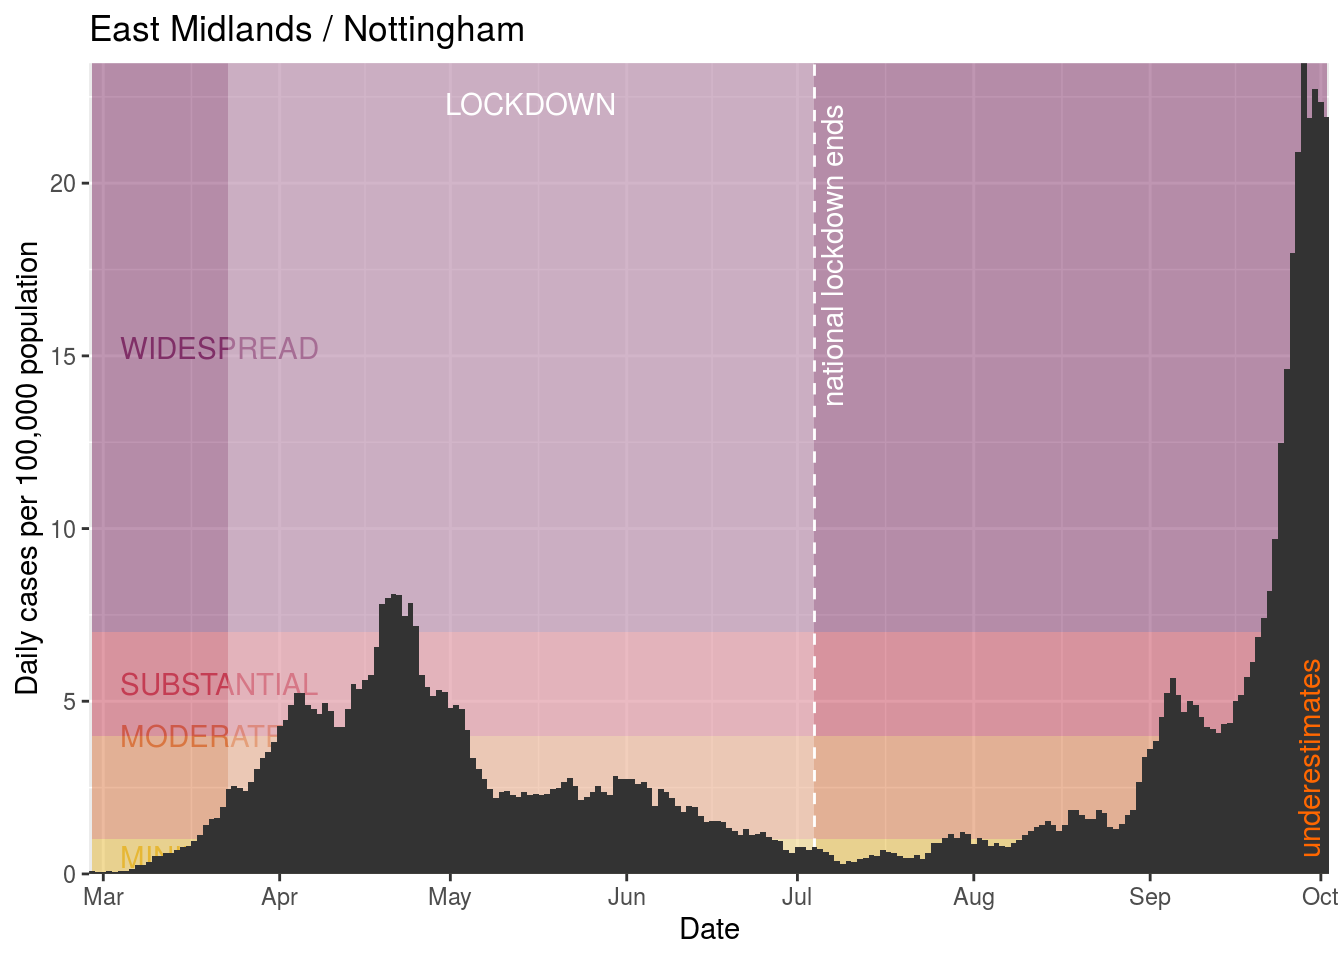 East Midlands / Nottingham
LOCKDOWN
national lockdown ends
WIDESPREAD
SUBSTANTIAL
MODERATE
underestimates
Daily cases per 100,000 population
20
15
10
5
0
Mar Apr May Jun Jul Aug Sep Oct
Date